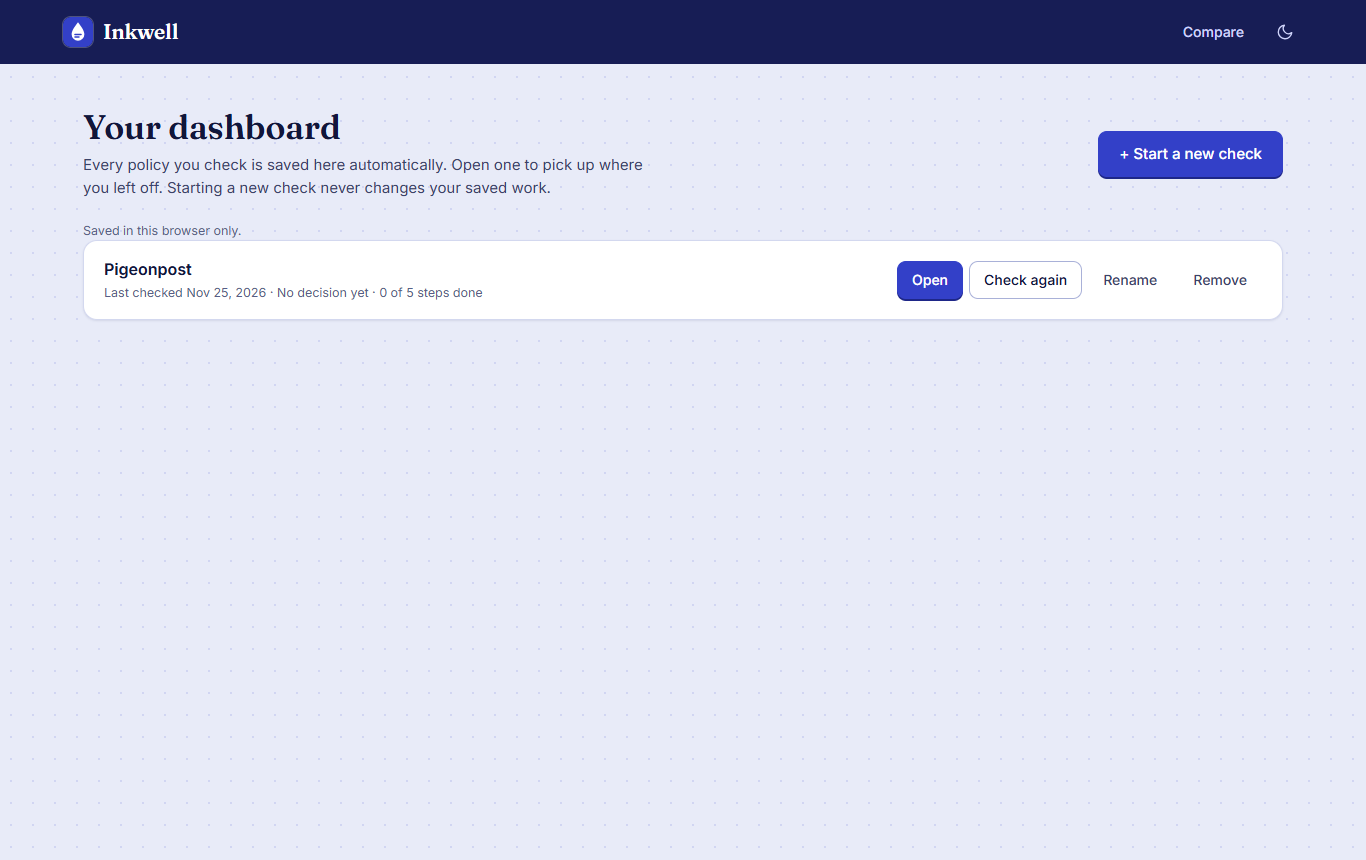 Inkwell
Compare
Your dashboard
Every policy you check is saved here automatically. Open one to pick up where
you left off. Starting a new check never changes your saved work.
+ Start a new check
Saved in this browser only.
Pigeonpost
Last checked Nov 25, 2026 · No decision yet · 0 of 5 steps done
Open
Check again
Rename
Remove